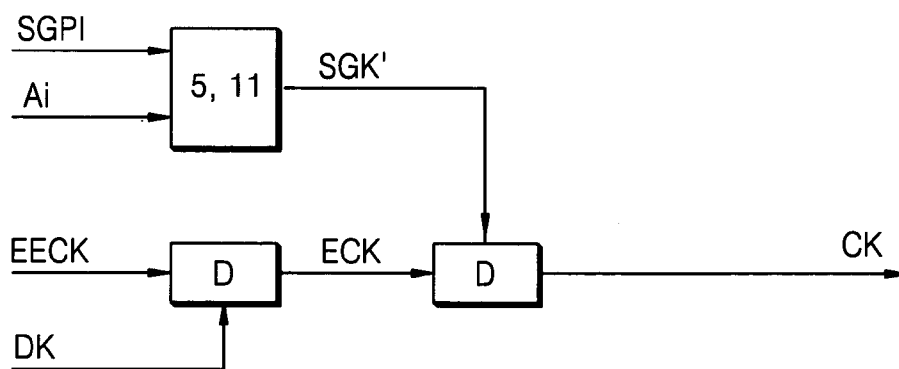 SGPI
Ai
5, 11
SGK'
EECK
D
ECK
D
CK
DK